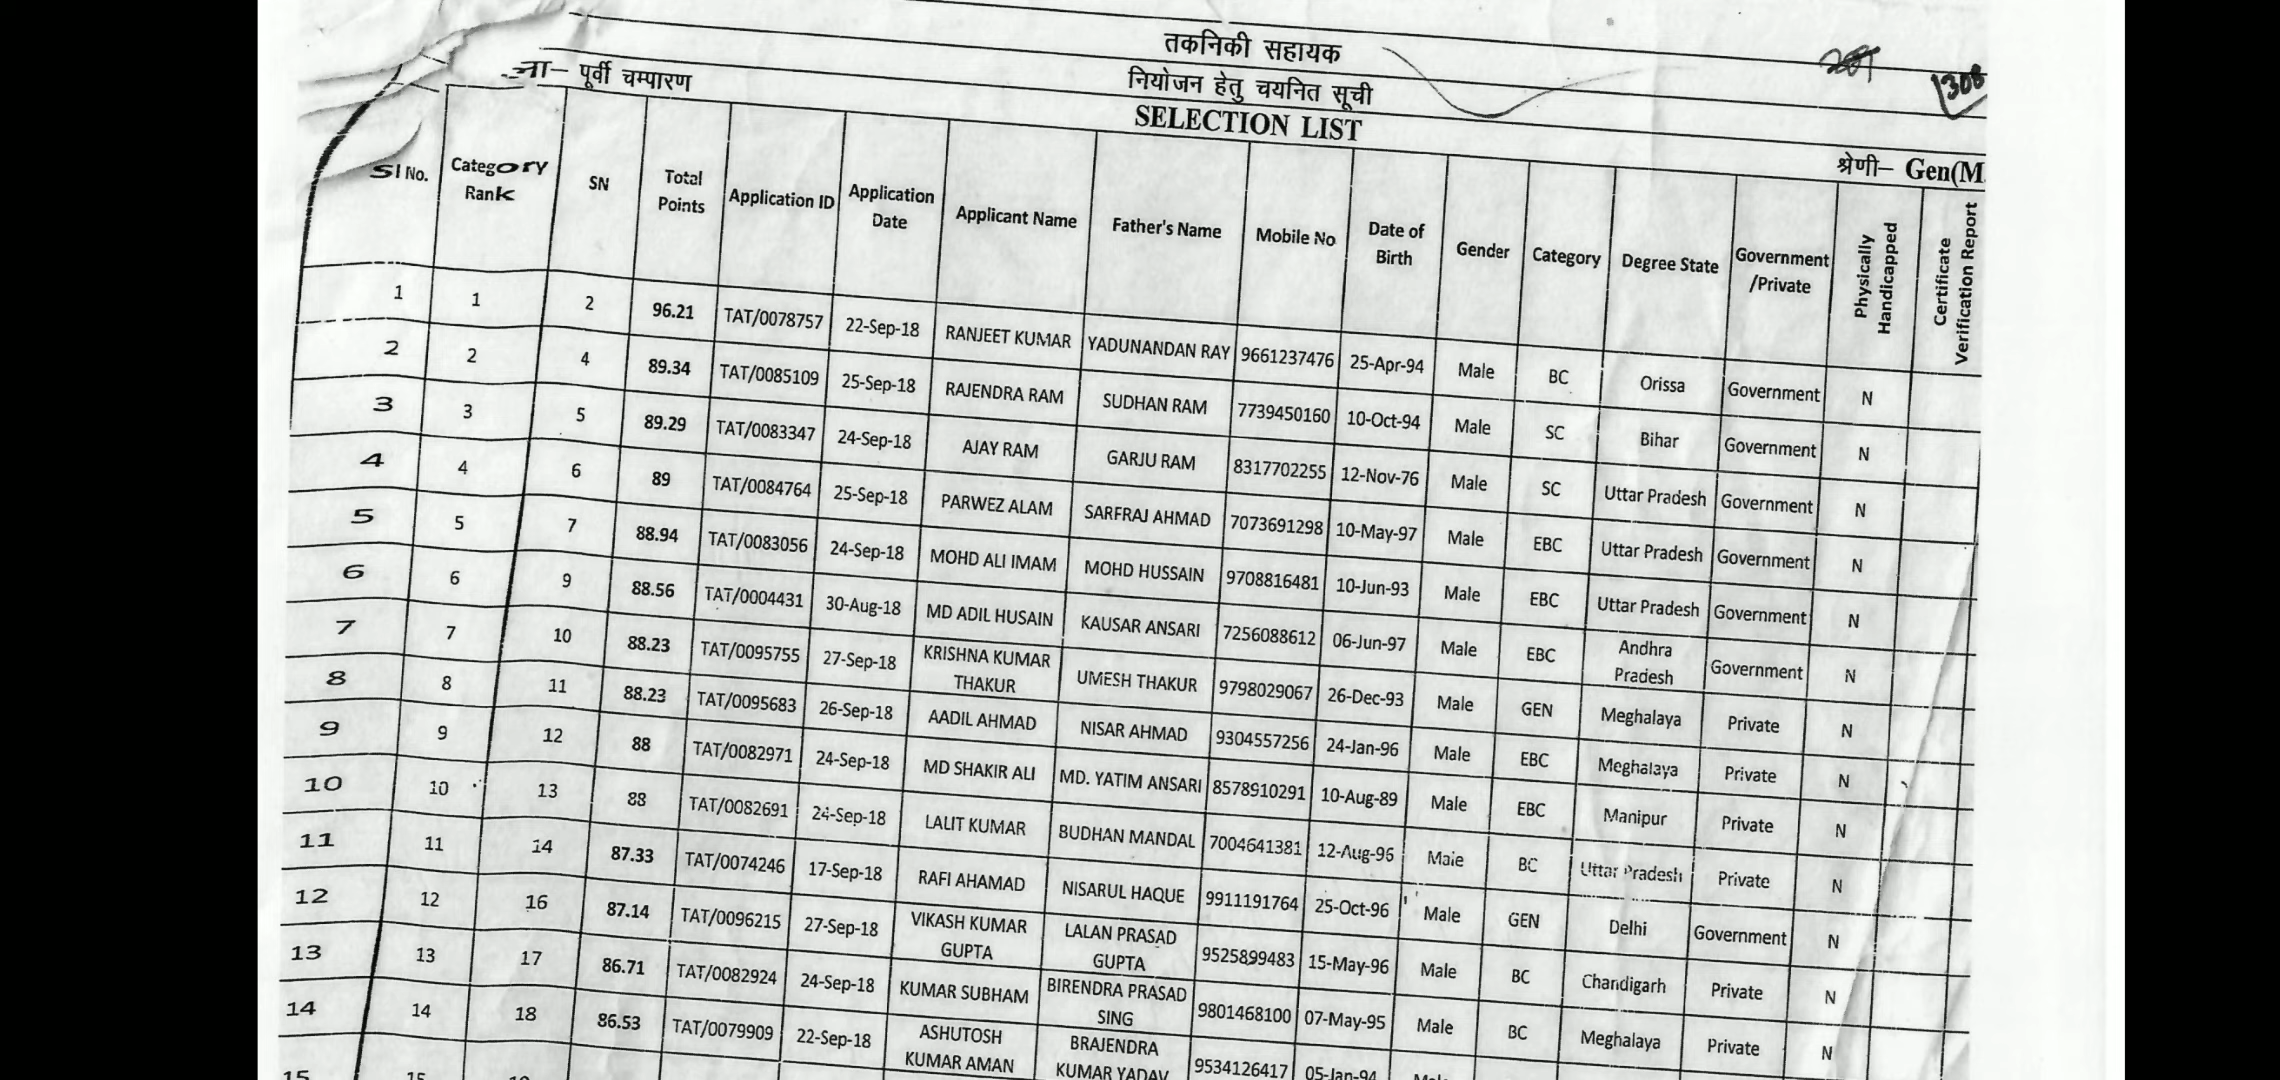 तकनिकी सहायक
पूर्वी चम्पारण
नियोजन हेतु चयनित सूची
1308
SELECTION LIST
श्रेणी– Gen(M
Sl No. Category Rank SN Total Points Application ID Application Date Applicant Name Father's Name Mobile No Date of Birth Gender Category Degree State Government /Private Physically Handicapped Certificate Verification Report
1 1 2 96.21 TAT/0078757 22-Sep-18 RANJEET KUMAR YADUNANDAN RAY 9661237476 25-Apr-94 Male BC Orissa Government N
2 2 4 89.34 TAT/0085109 25-Sep-18 RAJENDRA RAM SUDHAN RAM 7739450160 10-Oct-94 Male SC Bihar Government N
3 3 5 89.29 TAT/0083347 24-Sep-18 AJAY RAM GARJU RAM 8317702255 12-Nov-76 Male SC Uttar Pradesh Government N
4 4 6 89 TAT/0084764 25-Sep-18 PARWEZ ALAM SARFRAJ AHMAD 7073691298 10-May-97 Male EBC Uttar Pradesh Government N
5 5 7 88.94 TAT/0083056 24-Sep-18 MOHD ALI IMAM MOHD HUSSAIN 9708816481 10-Jun-93 Male EBC Uttar Pradesh Government N
6 6 9 88.56 TAT/0004431 30-Aug-18 MD ADIL HUSAIN KAUSAR ANSARI 7256088612 06-Jun-97 Male EBC Andhra Pradesh Government N
7 7 10 88.23 TAT/0095755 27-Sep-18 KRISHNA KUMAR THAKUR UMESH THAKUR 9798029067 26-Dec-93 Male GEN Meghalaya Private N
8 8 11 88.23 TAT/0095683 26-Sep-18 AADIL AHMAD NISAR AHMAD 9304557256 24-Jan-96 Male EBC Meghalaya Private N
9 9 12 88 TAT/0082971 24-Sep-18 MD SHAKIR ALI MD. YATIM ANSARI 8578910291 10-Aug-89 Male EBC Manipur Private N
10 10 13 88 TAT/0082691 24-Sep-18 LALIT KUMAR BUDHAN MANDAL 7004641381 12-Aug-96 Male BC Uttar Pradesh Private N
11 11 14 87.33 TAT/0074246 17-Sep-18 RAFI AHAMAD NISARUL HAQUE 9911191764 25-Oct-96 Male GEN Delhi Government N
12 12 16 87.14 TAT/0096215 27-Sep-18 VIKASH KUMAR GUPTA LALAN PRASAD GUPTA 9525899483 15-May-96 Male BC Chandigarh Private N
13 13 17 86.71 TAT/0082924 24-Sep-18 KUMAR SUBHAM BIRENDRA PRASAD SING 9801468100 07-May-95 Male BC Meghalaya Private N
14 14 18 86.53 TAT/0079909 22-Sep-18 ASHUTOSH KUMAR AMAN BRAJENDRA KUMAR YADAV 9534126417 05-Jan-94 Male
15 15